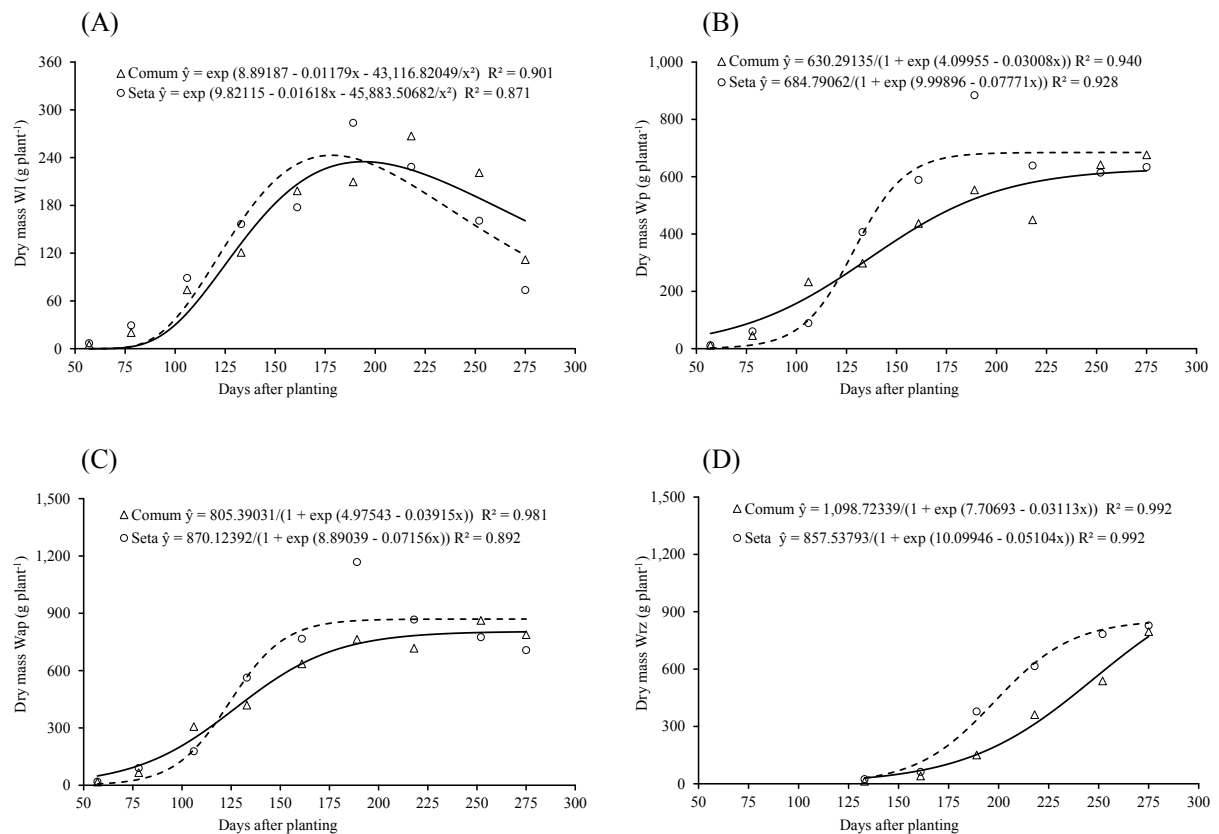 (A)
△ Comum ŷ = exp (8.89187 - 0.01179x - 43,116.82049/x²) R² = 0.901
○ Seta ŷ = exp (9.82115 - 0.01618x - 45,883.50682/x²) R² = 0.871
Dry mass Wl (g plant⁻¹)
360
300
240
180
120
60
0
50 75 100 125 150 175 200 225 250 275 300
Days after planting
(B)
△ Comum ŷ = 630.29135/(1 + exp (4.09955 - 0.03008x)) R² = 0.940
○ Seta ŷ = 684.79062/(1 + exp (9.99896 - 0.07771x)) R² = 0.928
Dry mass Wp (g planta⁻¹)
1,000
800
600
400
200
0
50 75 100 125 150 175 200 225 250 275 300
Days after planting
(C)
△ Comum ŷ = 805.39031/(1 + exp (4.97543 - 0.03915x)) R² = 0.981
○ Seta ŷ = 870.12392/(1 + exp (8.89039 - 0.07156x)) R² = 0.892
Dry mass Wap (g plant⁻¹)
1,500
1,200
900
600
300
0
50 75 100 125 150 175 200 225 250 275 300
Days after planting
(D)
△ Comum ŷ = 1,098.72339/(1 + exp (7.70693 - 0.03113x)) R² = 0.992
○ Seta ŷ = 857.53793/(1 + exp (10.09946 - 0.05104x)) R² = 0.992
Dry mass Wrz (g plant⁻¹)
1,500
1,200
900
600
300
0
50 75 100 125 150 175 200 225 250 275 300
Days after planting